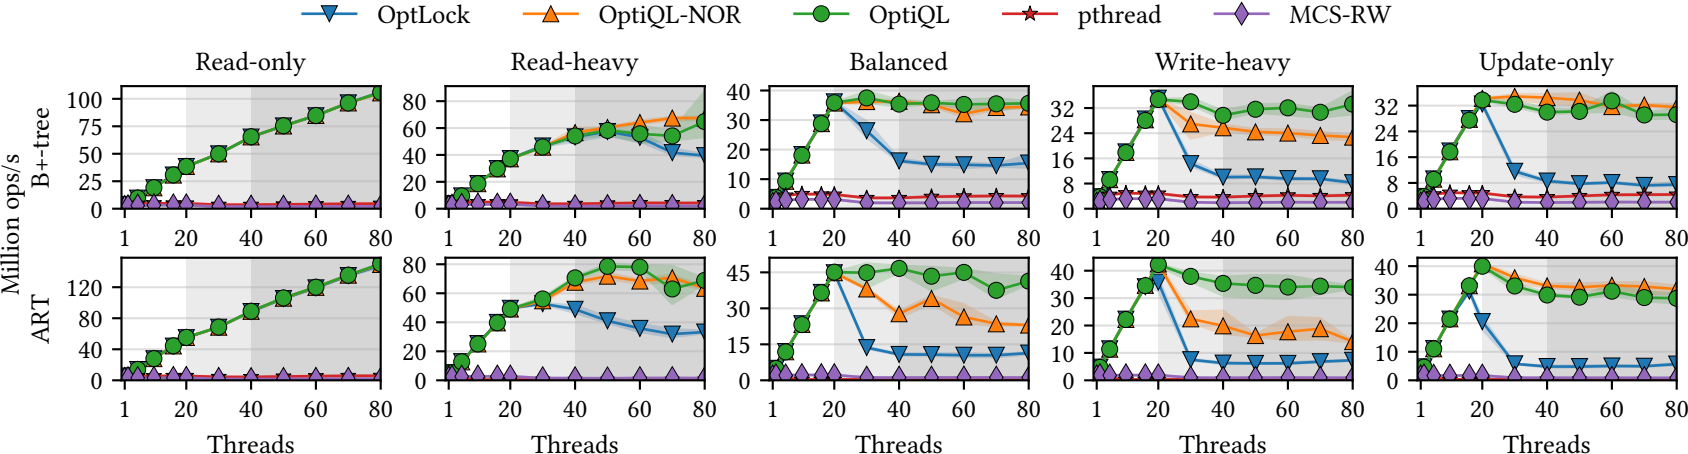 OptLock OptiQL-NOR OptiQL pthread MCS-RW
Read-only Read-heavy Balanced Write-heavy Update-only
Million ops/s
B+-tree
100 75 50 25 0
1 20 40 60 80
80 60 40 20 0
1 20 40 60 80
40 30 20 10 0
1 20 40 60 80
32 24 16 8 0
1 20 40 60 80
32 24 16 8 0
1 20 40 60 80
ART
120 80 40 0
1 20 40 60 80
80 60 40 20 0
1 20 40 60 80
45 30 15 0
1 20 40 60 80
40 30 20 10 0
1 20 40 60 80
40 30 20 10 0
1 20 40 60 80
Threads Threads Threads Threads Threads